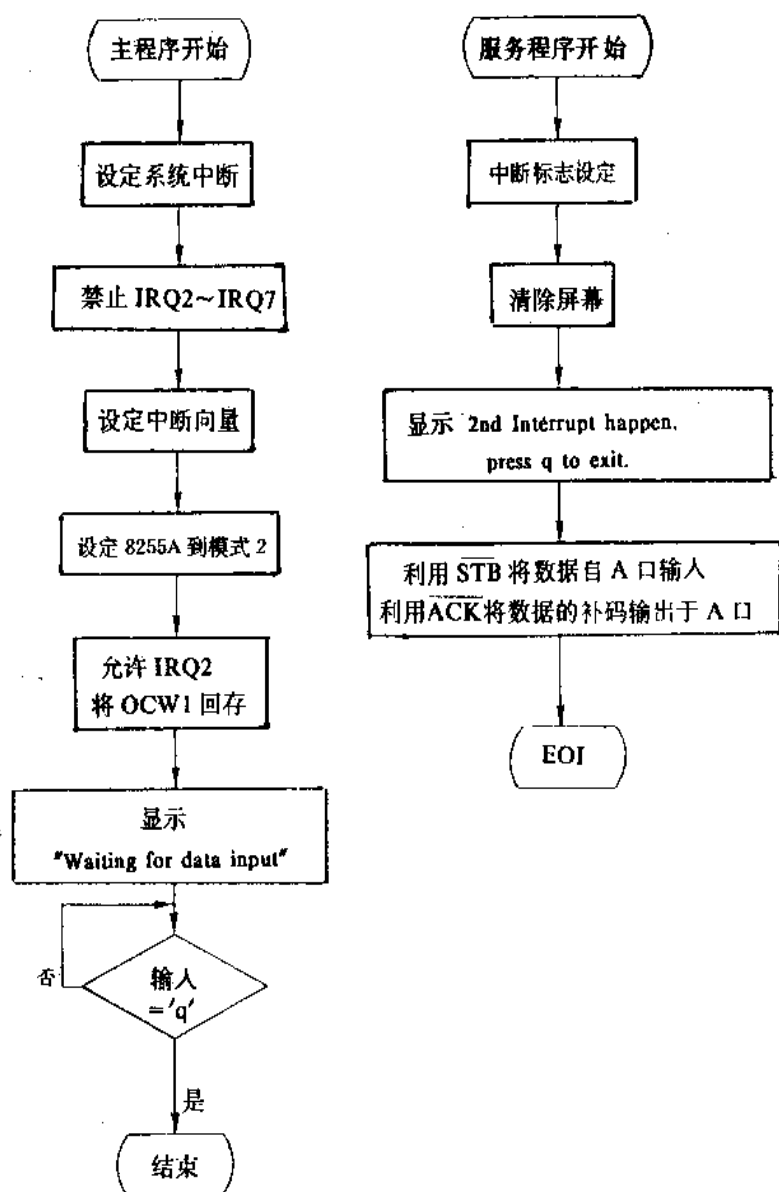 主程序开始
设定系统中断
禁止 IRQ2~IRQ7
设定中断向量
设定 8255A 到模式 2
允许 IRQ2
将 OCW1 回存
显示
"Waiting for data input"
否
输入
='q'
是
结束
服务程序开始
中断标志设定
清除屏幕
显示 2nd Interrupt happen,
press q to exit.
利用 STB 将数据自 A 口输入
利用 ACK 将数据的补码输出于 A 口
EOI